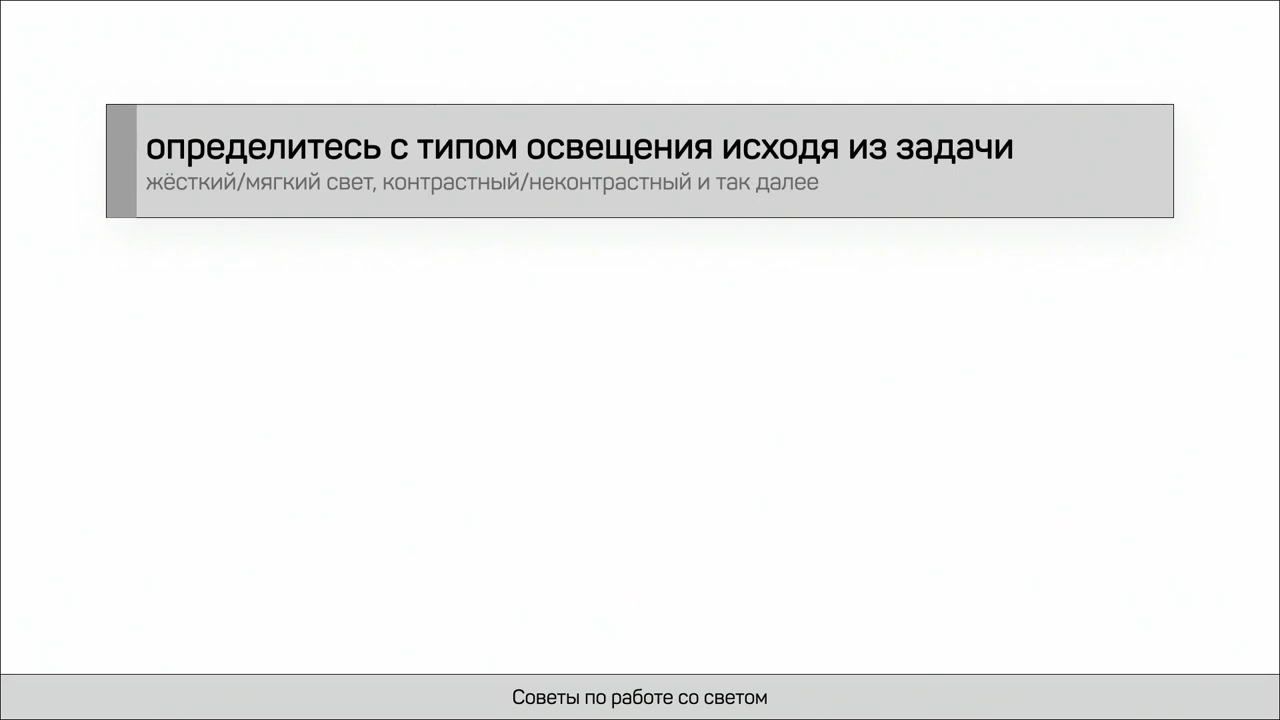 определитесь с типом освещения исходя из задачи
жёсткий/мягкий свет, контрастный/неконтрастный и так далее
Советы по работе со светом